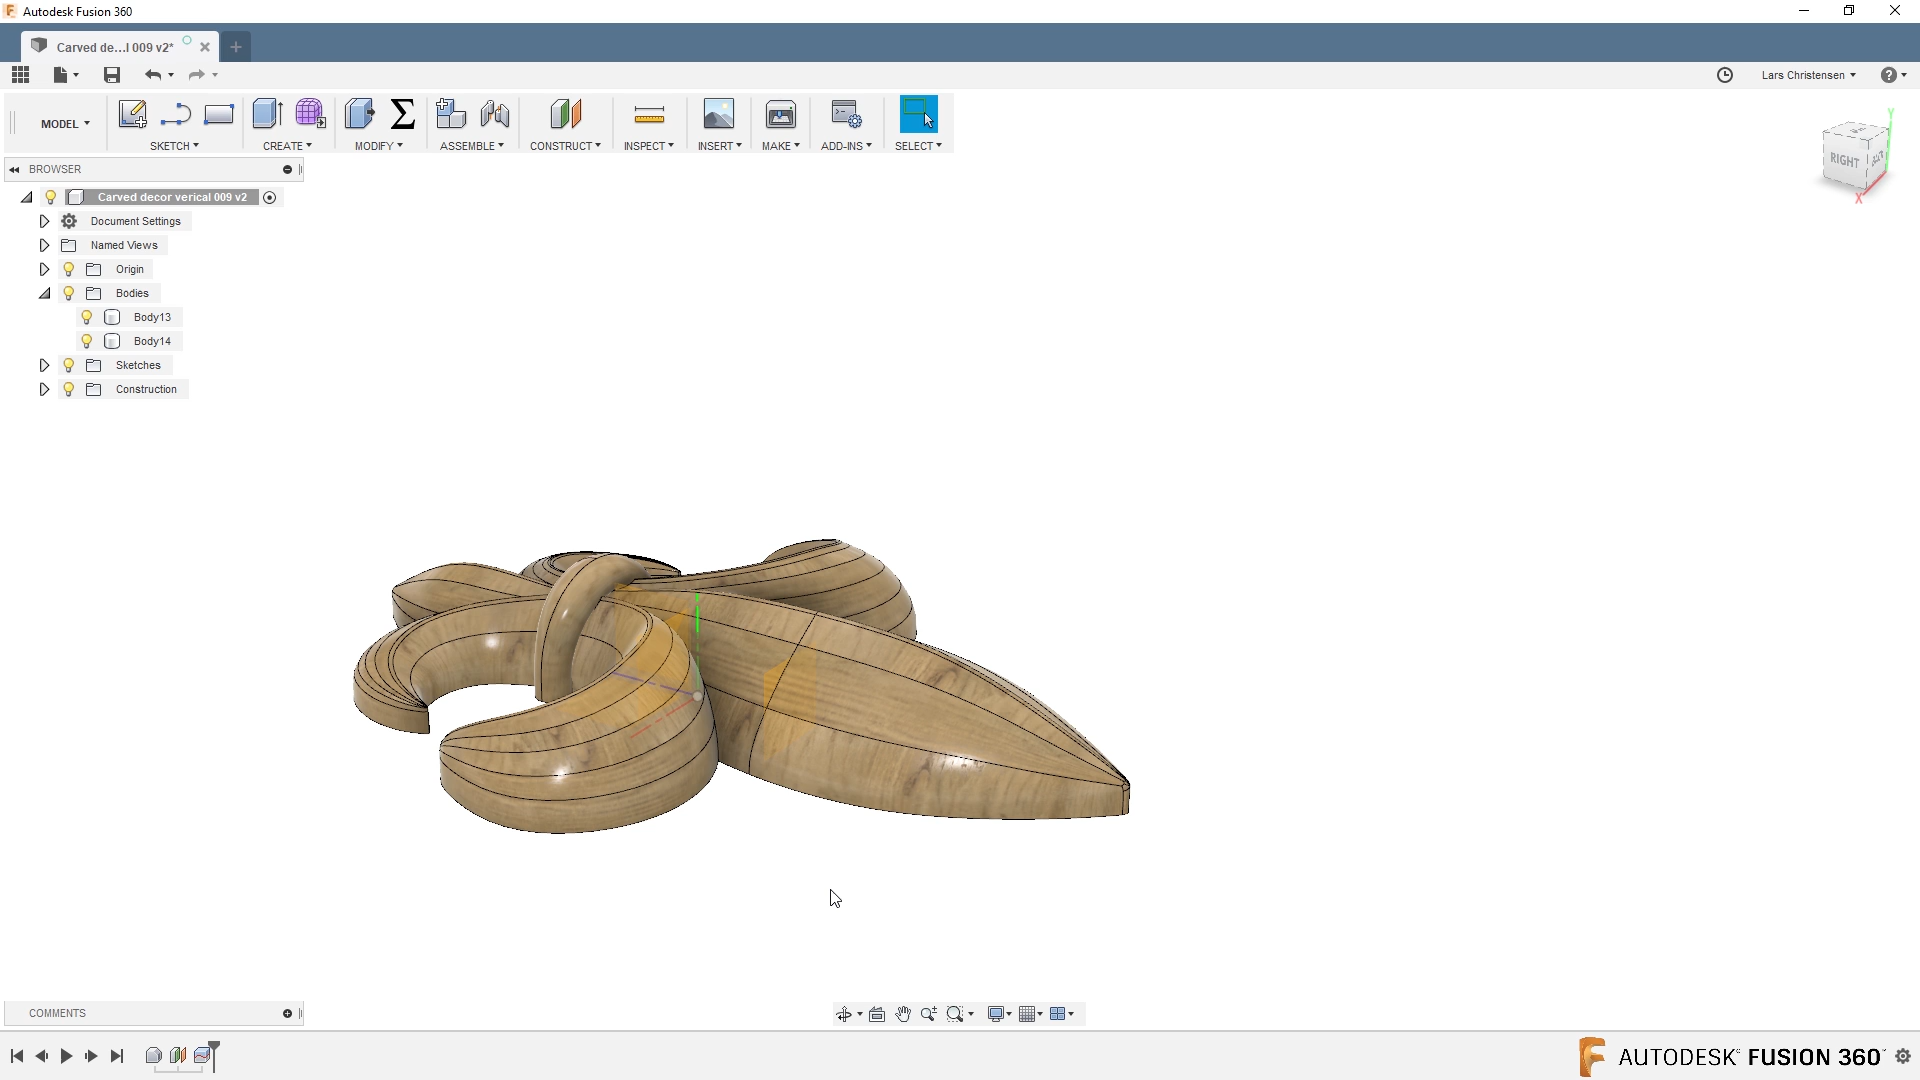 Autodesk Fusion 360
Carved de...l 009 v2*
Lars Christensen
MODEL
SKETCH
CREATE
MODIFY
ASSEMBLE
CONSTRUCT
INSPECT
INSERT
MAKE
ADD-INS
SELECT
Y
RIGHT
X
BROWSER
Carved decor verical 009 v2
Document Settings
Named Views
Origin
Bodies
Body13
Body14
Sketches
Construction
COMMENTS
AUTODESK FUSION 360